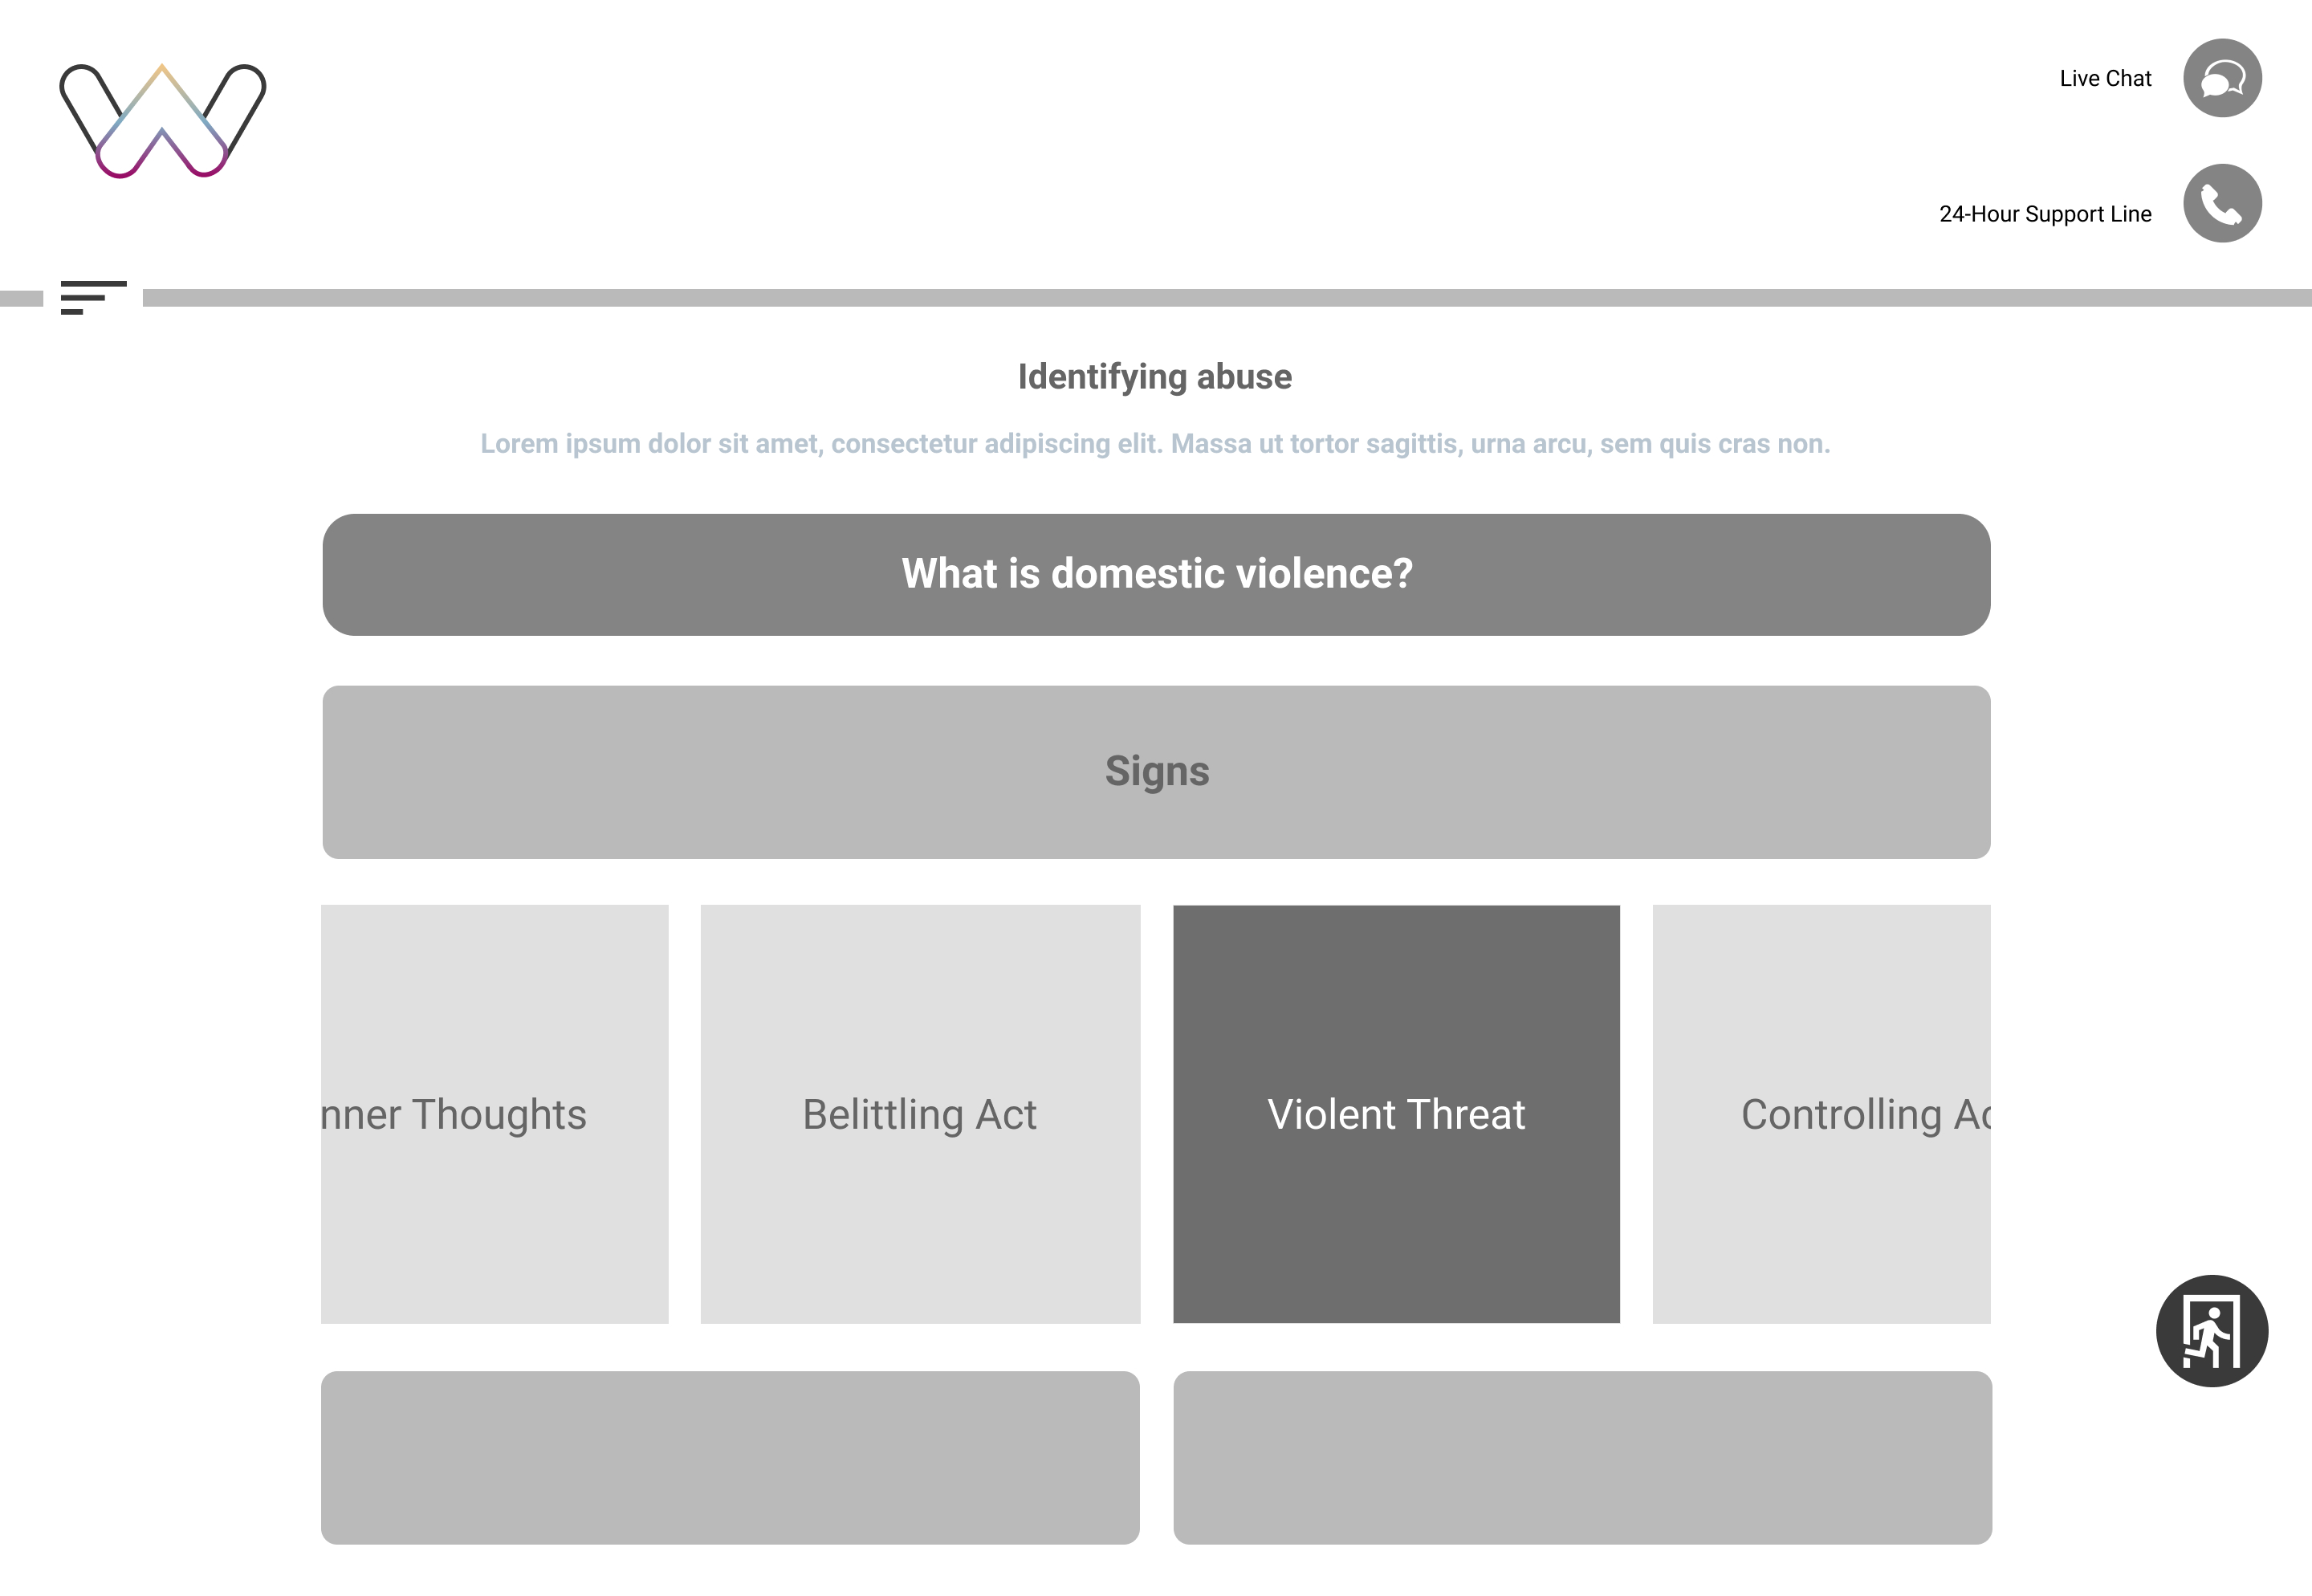 Live Chat
24-Hour Support Line
Identifying abuse
Lorem ipsum dolor sit amet, consectetur adipiscing elit. Massa ut tortor sagittis, urna arcu, sem quis cras non.
What is domestic violence?
Signs
nner Thoughts
Belittling Act
Violent Threat
Controlling Ac